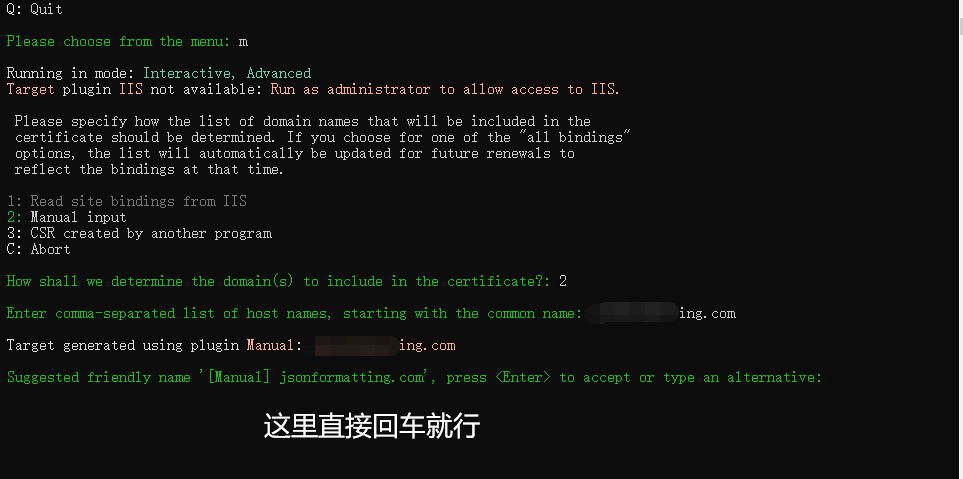 Q: Quit
Please choose from the menu: m
Running in mode: Interactive, Advanced
Target plugin IIS not available: Run as administrator to allow access to IIS.
Please specify how the list of domain names that will be included in the
certificate should be determined. If you choose for one of the "all bindings"
options, the list will automatically be updated for future renewals to
reflect the bindings at that time.
1: Read site bindings from IIS
2: Manual input
3: CSR created by another program
C: Abort
How shall we determine the domain(s) to include in the certificate?: 2
Enter comma-separated list of host names, starting with the common name: ing.com
Target generated using plugin Manual: ing.com
Suggested friendly name '[Manual] jsonformatting.com', press <Enter> to accept or type an alternative:
这里直接回车就行